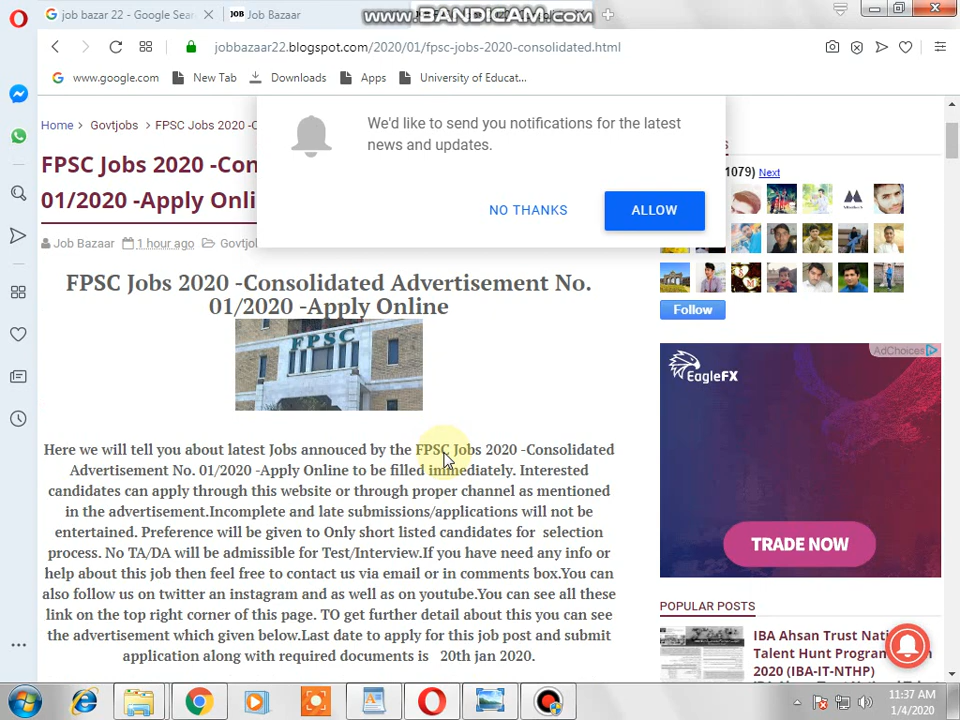 job bazar 22 - Google Sear
JOB Job Bazaar
www.BANDICAM.com
jobbazaar22.blogspot.com/2020/01/fpsc-jobs-2020-consolidated.html
www.google.com
New Tab
Downloads
Apps
University of Educat...
Home > Govtjobs > FPSC Jobs 2020 -C
We'd like to send you notifications for the latest
news and updates.
NO THANKS
ALLOW
FPSC Jobs 2020 -Con
01/2020 -Apply Onli
Job Bazaar 1 hour ago Govtjol
1079) Next
Follow
FPSC Jobs 2020 -Consolidated Advertisement No.
01/2020 -Apply Online
FPSC
Here we will tell you about latest Jobs annouced by the FPSC Jobs 2020 -Consolidated
Advertisement No. 01/2020 -Apply Online to be filled immediately. Interested
candidates can apply through this website or through proper channel as mentioned
in the advertisement.Incomplete and late submissions/applications will not be
entertained. Preference will be given to Only short listed candidates for selection
process. No TA/DA will be admissible for Test/Interview.If you have need any info or
help about this job then feel free to contact us via email or in comments box.You can
also follow us on twitter an instagram and as well as on youtube.You can see all these
link on the top right corner of this page. TO get further detail about this you can see
the advertisement which given below.Last date to apply for this job post and submit
application along with required documents is 20th jan 2020.
AdChoices
EagleFX
TRADE NOW
POPULAR POSTS
IBA Ahsan Trust Nati
Talent Hunt Program
2020 (IBA-IT-NTHP)
11:37 AM
1/4/2020